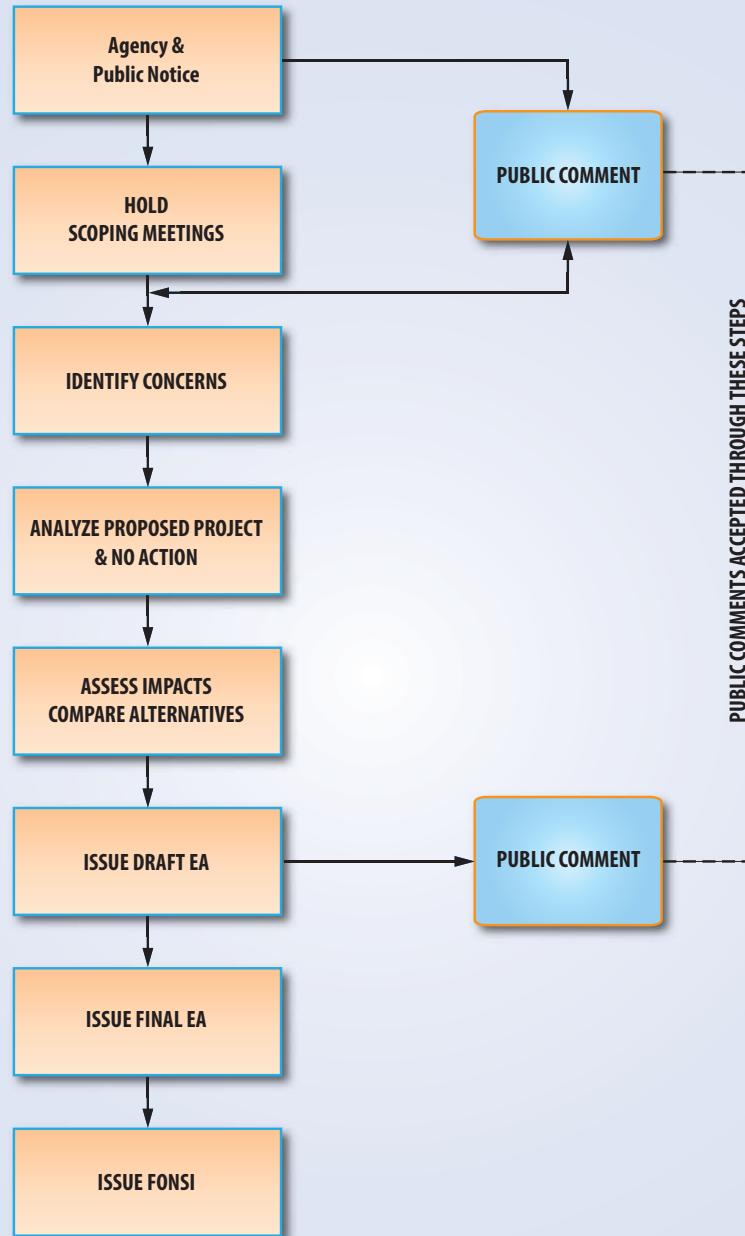 Agency &
Public Notice
PUBLIC COMMENT
HOLD
SCOPING MEETINGS
IDENTIFY CONCERNS
ANALYZE PROPOSED PROJECT
& NO ACTION
ASSESS IMPACTS
COMPARE ALTERNATIVES
PUBLIC COMMENTS ACCEPTED THROUGH THESE STEPS
ISSUE DRAFT EA
PUBLIC COMMENT
ISSUE FINAL EA
ISSUE FONSI